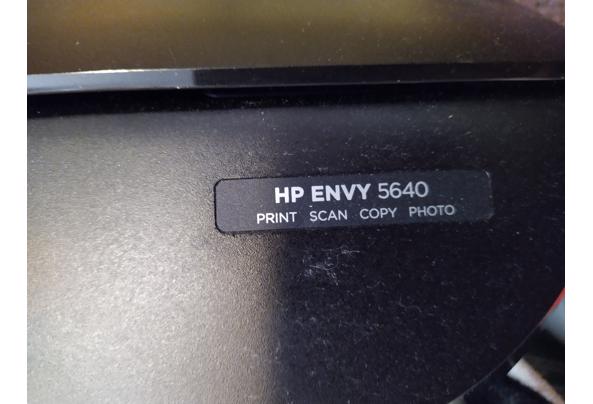 HP ENVY 5640
PRINT SCAN COPY PHOTO